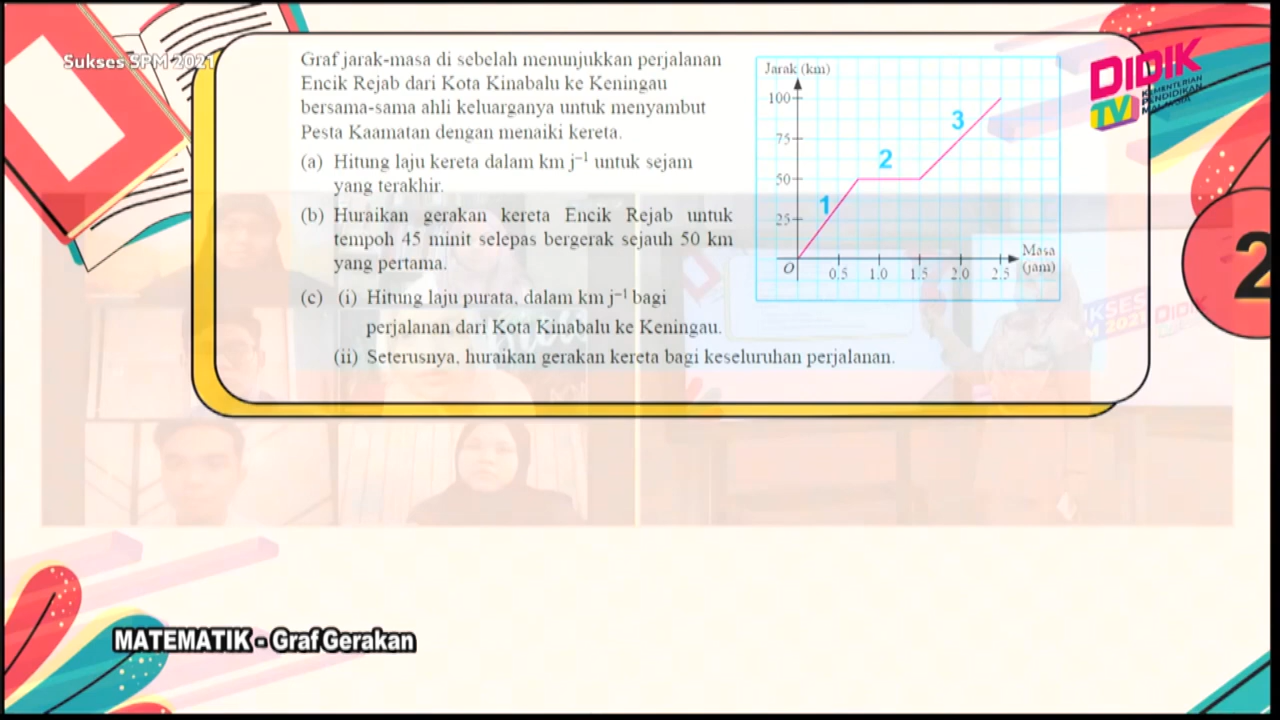 Sukses SPM 2021
Graf jarak-masa di sebelah menunjukkan perjalanan
Encik Rejab dari Kota Kinabalu ke Keningau
bersama-sama ahli keluarganya untuk menyambut
Pesta Kaamatan dengan menaiki kereta.
(a) Hitung laju kereta dalam km j⁻¹ untuk sejam
yang terakhir.
(b) Huraikan gerakan kereta Encik Rejab untuk
tempoh 45 minit selepas bergerak sejauh 50 km
yang pertama.
(c) (i) Hitung laju purata, dalam km j⁻¹ bagi
perjalanan dari Kota Kinabalu ke Keningau.
(ii) Seterusnya, huraikan gerakan kereta bagi keseluruhan perjalanan.
Jarak (km)
100
75
50
25
O
0.5 1.0 1.5 2.0 2.5
Masa
(jam)
1
2
3
DIDIK
TV
KEMENTERIAN
PENDIDIKAN
MALAYSIA
2
MATEMATIK - Graf Gerakan